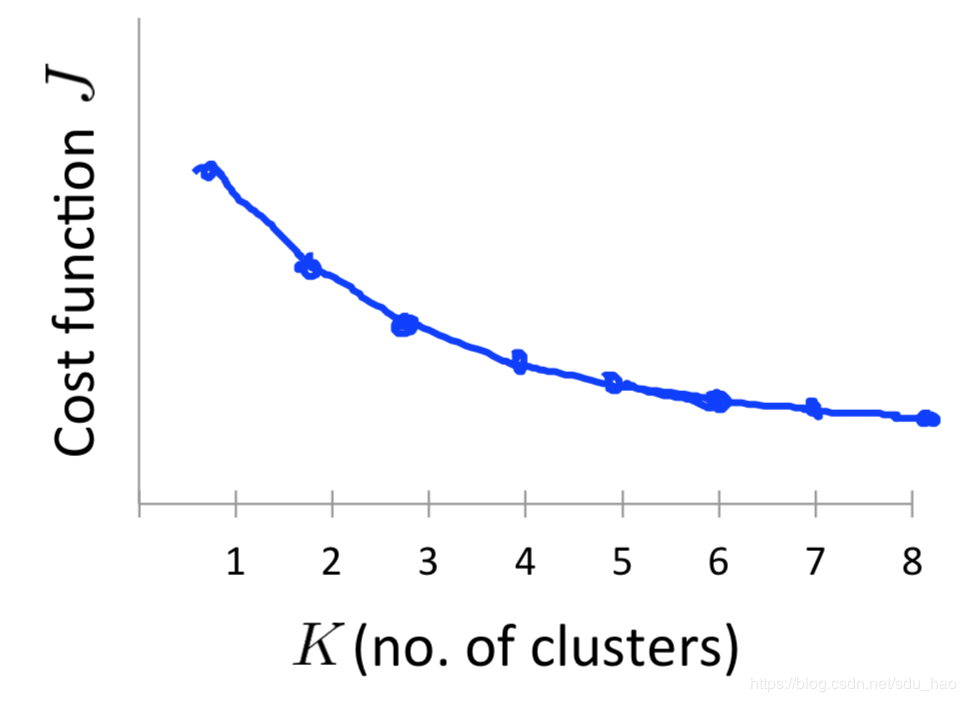 Cost function J
1 2 3 4 5 6 7 8
K (no. of clusters)
https://blog.csdn.net/sdu_hao